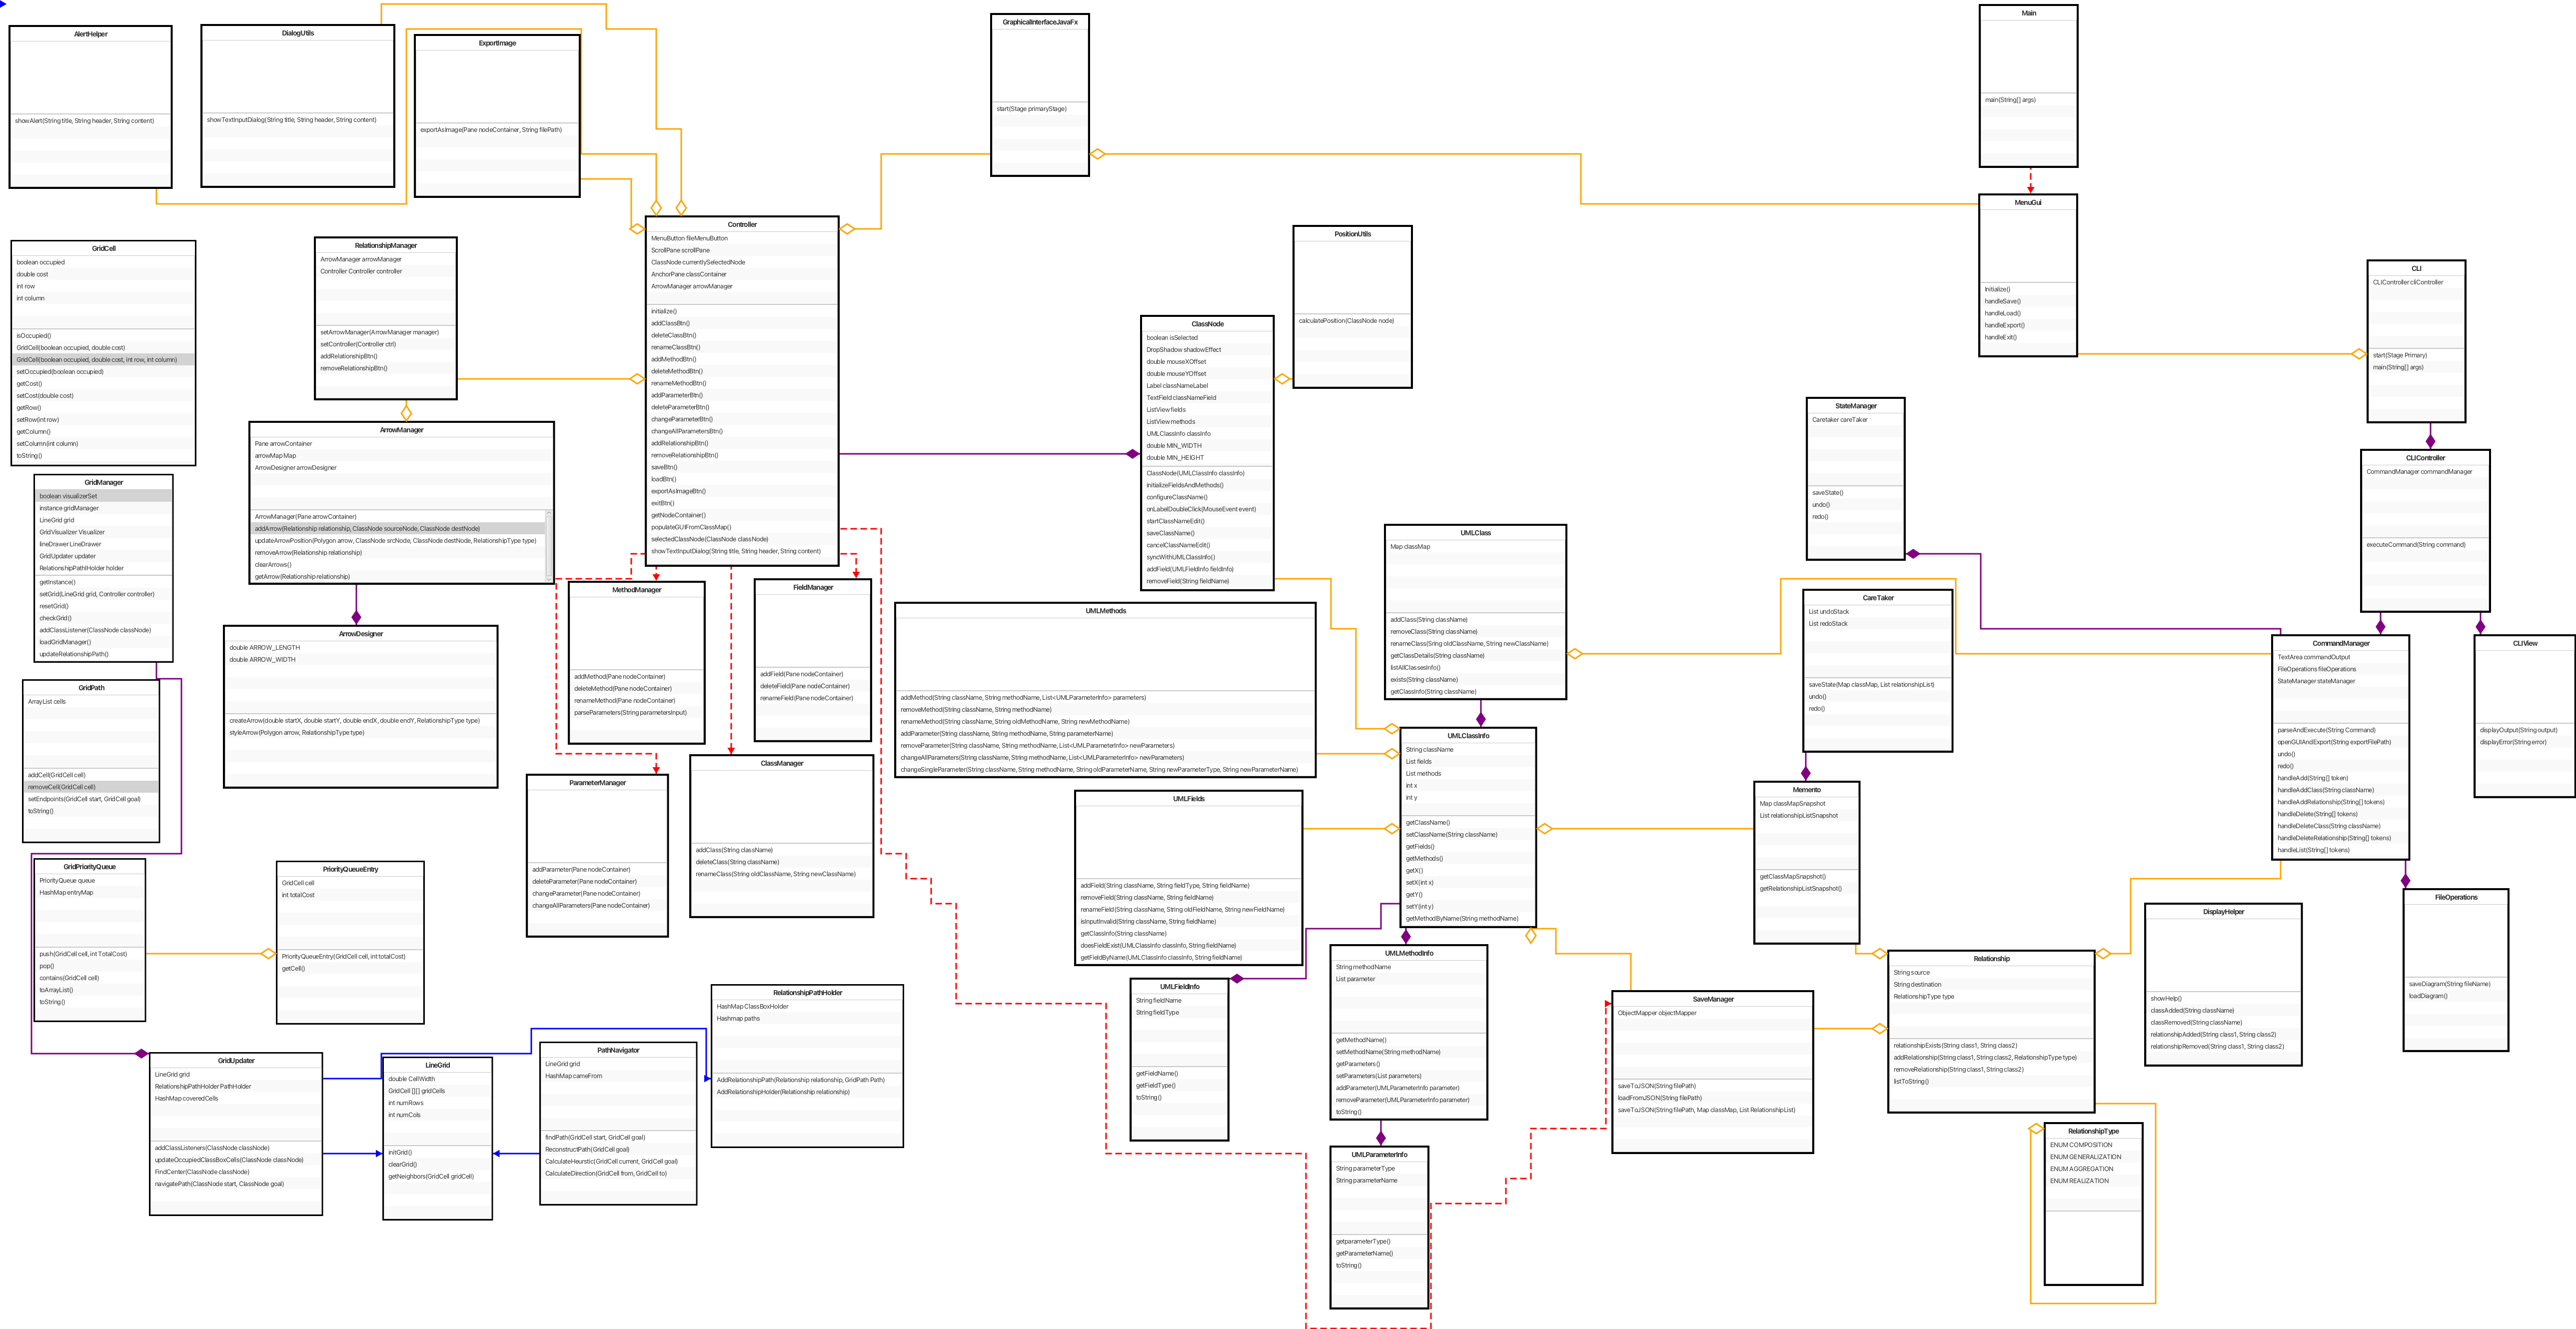 AlertHelper
showAlert(String title, String header, String content)
DialogUtils
showTextInputDialog(String title, String header, String content)
ExportImage
exportAsImage(Pane nodeContainer, String filePath)
GraphicalInterfaceJavaFx
start(Stage primaryStage)
Main
main(String[] args)
MenuGui
Initialize()
handleSave()
handleLoad()
handleExport()
handleExit()
GridCell
boolean occupied
double cost
int row
int column
isOccupied()
GridCell(boolean occupied, double cost)
GridCell(boolean occupied, double cost, int row, int column)
setOccupied(boolean occupied)
getCost()
setCost(double cost)
getRow()
setRow(int row)
getColumn()
setColumn(int column)
toString()
RelationshipManager
ArrowManager arrowManager
Controller Controller controller
setArrowManager(ArrowManager manager)
setController(Controller ctrl)
addRelationshipBtn()
removeRelationshipBtn()
Controller
MenuButton fileMenuButton
ScrollPane scrollPane
ClassNode currentlySelectedNode
AnchorPane classContainer
ArrowManager arrowManager
initialize()
addClassBtn()
deleteClassBtn()
renameClassBtn()
addMethodBtn()
deleteMethodBtn()
renameMethodBtn()
addParameterBtn()
deleteParameterBtn()
changeParameterBtn()
changeAllParametersBtn()
addRelationshipBtn()
removeRelationshipBtn()
saveBtn()
loadBtn()
exportAsImageBtn()
exitBtn()
getNodeContainer()
populateGUIFromClassMap()
selectedClassNode(ClassNode classNode)
showTextInputDialog(String title, String header, String content)
PositionUtils
calculatePosition(ClassNode node)
ClassNode
boolean isSelected
DropShadow shadowEffect
double mouseXOffset
double mouseYOffset
Label classNameLabel
TextField classNameField
ListView fields
ListView methods
UMLClassInfo classInfo
double MIN_WIDTH
double MIN_HEIGHT
ClassNode(UMLClassInfo classInfo)
initializeFieldsAndMethods()
configureClassName()
onLabelDoubleClick(MouseEvent event)
startClassNameEdit()
saveClassName()
cancelClassNameEdit()
syncWithUMLClassInfo()
addField(UMLFieldInfo fieldInfo)
removeField(String fieldName)
CLI
CLIController cliController
start(Stage Primary)
main(String[] args)
CLIController
CommandManager commandManager
executeCommand(String command)
StateManager
Caretaker careTaker
saveState()
undo()
redo()
ArrowManager
Pane arrowContainer
arrowMap Map
ArrowDesigner arrowDesigner
ArrowManager(Pane arrowContainer)
addArrow(Relationship relationship, ClassNode sourceNode, ClassNode destNode)
updateArrowPosition(Polygon arrow, ClassNode srcNode, ClassNode destNode, RelationshipType type)
removeArrow(Relationship relationship)
clearArrows()
getArrow(Relationship relationship)
GridManager
boolean visualizerSet
instance gridManager
LineGrid grid
GridVisualizer Visualizer
lineDrawer LineDrawer
GridUpdater updater
RelationshipPathHolder holder
getInstance()
setGrid(LineGrid grid, Controller controller)
resetGrid()
checkGrid()
addClassListener(ClassNode classNode)
loadGridManager()
updateRelationshipPath()
UMLClass
Map classMap
addClass(String className)
removeClass(String className)
renameClass(Sring oldClassName, String newClassName)
getClassDetails(String className)
listAllClassesInfo()
exists(String className)
getClassInfo(String className)
MethodManager
addMethod(Pane nodeContainer)
deleteMethod(Pane nodeContainer)
renameMethod(Pane nodeContainer)
parseParameters(String parametersInput)
FieldManager
addField(Pane nodeContainer)
deleteField(Pane nodeContainer)
renameField(Pane nodeContainer)
UMLMethods
addMethod(String className, String methodName, List<UMLParameterInfo> parameters)
removeMethod(String className, String methodName)
renameMethod(String className, String oldMethodName, String newMethodName)
addParameter(String className, String methodName, String parameterName)
removeParameter(String className, String methodName, List<UMLParameterInfo> newParameters)
changeAllParameters(String className, String methodName, List<UMLParameterInfo> newParameters)
changeSingleParameter(String className, String methodName, String oldParameterName, String newParameterType, String newParameterName)
CareTaker
List undoStack
List redoStack
saveState(Map classMap, List relationshipList)
undo()
redo()
ArrowDesigner
double ARROW_LENGTH
double ARROW_WIDTH
createArrow(double startX, double startY, double endX, double endY, RelationshipType type)
styleArrow(Polygon arrow, RelationshipType type)
CommandManager
TextArea commandOutput
FileOperations fileOperations
StateManager stateManager
parseAndExecute(String Command)
openGUIAndExport(String exportFilePath)
undo()
redo()
handleAdd(String[] token)
handleAddClass(String className)
handleAddRelationship(String[] tokens)
handleDelete(String[] tokens)
handleDeleteClass(String className)
handleDeleteRelationship(String[] tokens)
handleList(String[] tokens)
CLIView
displayOutput(String output)
displayError(String error)
GridPath
ArrayList cells
addCell(GridCell cell)
removeCell(GridCell cell)
setEndpoints(GridCell start, GridCell goal)
toString()
UMLClassInfo
String className
List fields
List methods
int x
int y
getClassName()
setClassName(String className)
getFields()
getMethods()
getX()
setX(int x)
getY()
setY(int y)
getMethodByName(String methodName)
ClassManager
addClass(String className)
deleteClass(String className)
renameClass(String oldClassName, String newClassName)
ParameterManager
addParameter(Pane nodeContainer)
deleteParameter(Pane nodeContainer)
changeParameter(Pane nodeContainer)
changeAllParameters(Pane nodeContainer)
UMLFields
addField(String className, String fieldType, String fieldName)
removeField(String className, String fieldName)
renameField(String className, String oldFieldName, String newFieldName)
isInputInvalid(String className, String fieldName)
getClassInfo(String className)
doesFieldExist(UMLClassInfo classInfo, String fieldName)
getFieldByName(UMLClassInfo classInfo, String fieldName)
Memento
Map classMapSnapshot
List relationshipListSnapshot
getClassMapSnapshot()
getRelationshipListSnapshot()
GridPriorityQueue
PriorityQueue queue
HashMap entryMap
push(GridCell cell, int TotalCost)
pop()
contains(GridCell cell)
toArrayList()
toString()
PriorityQueueEntry
GridCell cell
int totalCost
PriorityQueueEntry(GridCell cell, int totalCost)
getCell()
FileOperations
saveDiagram(String fileName)
loadDiagram()
DisplayHelper
showHelp()
classAdded(String className)
classRemoved(String className)
relationshipAdded(String class1, String class2)
relationshipRemoved(String class1, String class2)
UMLMethodInfo
String methodName
List parameter
getMethodName()
setMethodName(String methodName)
getParameters()
setParameters(List parameters)
addParameter(UMLParameterInfo parameter)
removeParameter(UMLParameterInfo parameter)
toString()
Relationship
String source
String destination
RelationshipType type
relationshipExists(String class1, String class2)
addRelationship(String class1, String class2, RelationshipType type)
removeRelationship(String class1, String class2)
listToString()
UMLFieldInfo
String fieldName
String fieldType
getFieldName()
getFieldType()
toString()
RelationshipPathHolder
HashMap ClassBoxHolder
Hashmap paths
AddRelationshipPath(Relationship relationship, GridPath Path)
AddRelationshipHolder(Relationship relationship)
SaveManager
ObjectMapper objectMapper
saveToJSON(String filePath)
loadFromJSON(String filePath)
saveToJSON(String filePath, Map classMap, List RelationshipList)
GridUpdater
LineGrid grid
RelationshipPathHolder PathHolder
HashMap coveredCells
addClassListeners(ClassNode classNode)
updateOccupiedClassBoxCells(ClassNode classNode)
FindCenter(ClassNode classNode)
navigatePath(ClassNode start, ClassNode goal)
LineGrid
double CellWidth
GridCell [][] gridCells
int numRows
int numCols
initGrid()
clearGrid()
getNeighbors(GridCell gridCell)
PathNavigator
LineGrid grid
HashMap cameFrom
findPath(GridCell start, GridCell goal)
ReconstructPath(GridCell goal)
CalculateHeurstic(GridCell current, GridCell goal)
CalculateDirection(GridCell from, GridCell to)
RelationshipType
ENUM COMPOSITION
ENUM GENERALIZATION
ENUM AGGREGATION
ENUM REALIZATION
UMLParameterInfo
String parameterType
String parameterName
getparameterType()
getParameterName()
toString()